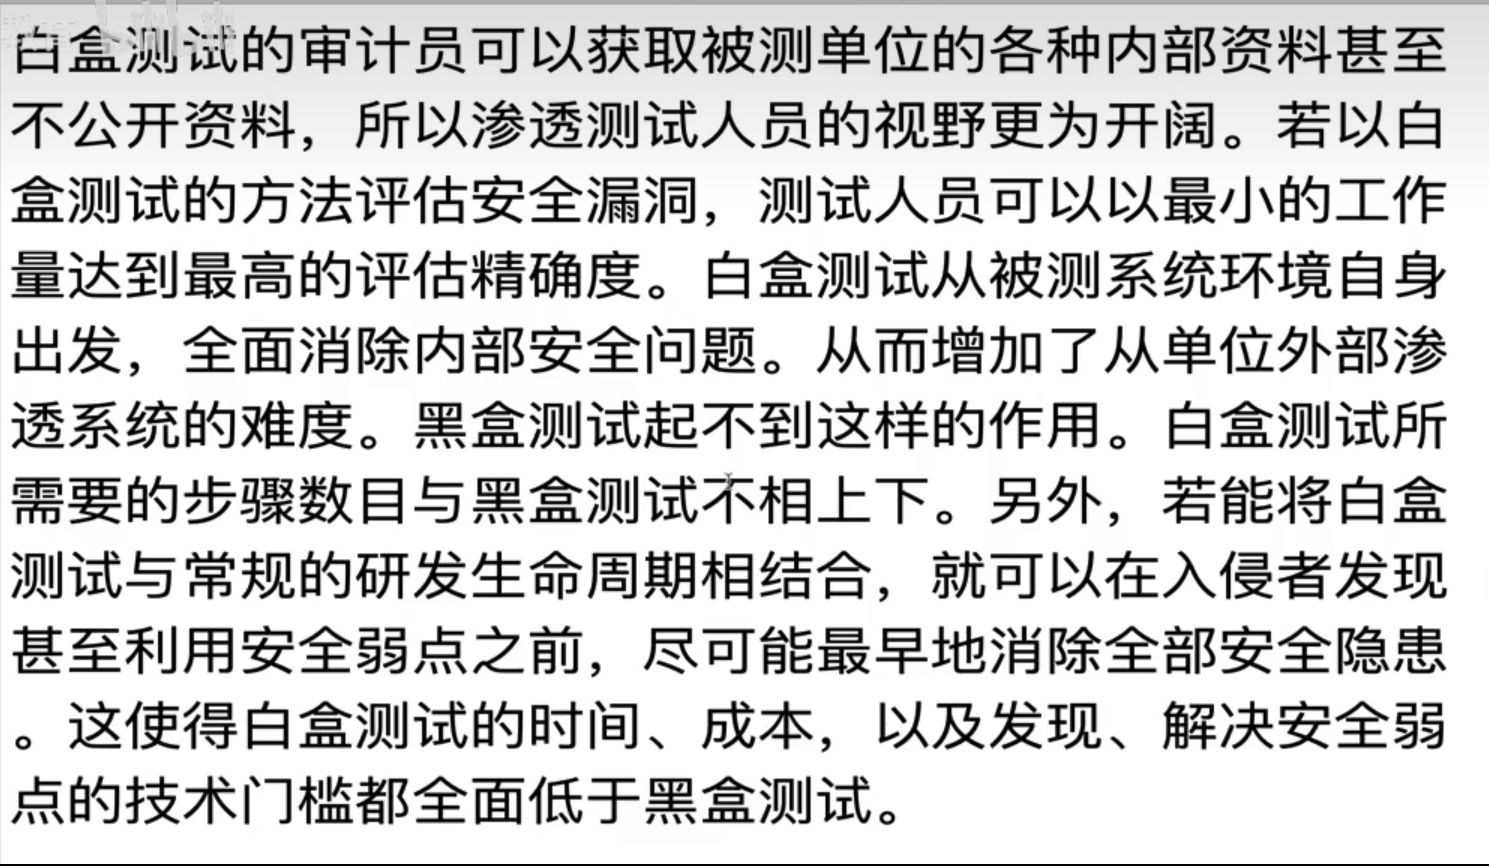 白盒测试的审计员可以获取被测单位的各种内部资料甚至
不公开资料，所以渗透测试人员的视野更为开阔。若以白
盒测试的方法评估安全漏洞，测试人员可以以最小的工作
量达到最高的评估精确度。白盒测试从被测系统环境自身
出发，全面消除内部安全问题。从而增加了从单位外部渗
透系统的难度。黑盒测试起不到这样的作用。白盒测试所
需要的步骤数目与黑盒测试不相上下。另外，若能将白盒
测试与常规的研发生命周期相结合，就可以在入侵者发现
甚至利用安全弱点之前，尽可能最早地消除全部安全隐患
。这使得白盒测试的时间、成本，以及发现、解决安全弱
点的技术门槛都全面低于黑盒测试。